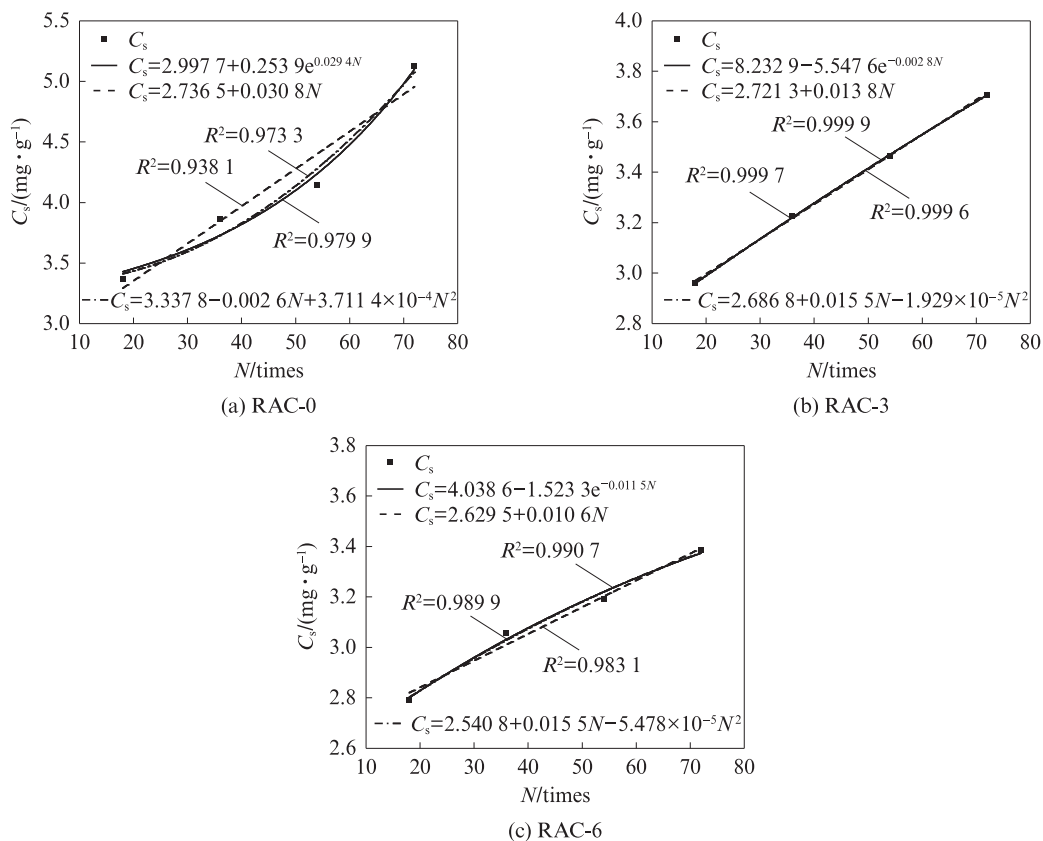 5.5
5.0
4.5
4.0
3.5
3.0
Cs/(mg·g⁻¹)
Cs
Cs=2.997 7+0.253 9e^0.029 4N
Cs=2.736 5+0.030 8N
R²=0.973 3
R²=0.938 1
R²=0.979 9
Cs=3.337 8−0.002 6N+3.711 4×10⁻⁴N²
10 20 30 40 50 60 70 80
N/times
(a) RAC-0
4.0
3.8
3.6
3.4
3.2
3.0
2.8
Cs/(mg·g⁻¹)
Cs
Cs=8.232 9−5.547 6e^−0.002 8N
Cs=2.721 3+0.013 8N
R²=0.999 9
R²=0.999 7
R²=0.999 6
Cs=2.686 8+0.015 5N−1.929×10⁻⁵N²
10 20 30 40 50 60 70 80
N/times
(b) RAC-3
3.8
3.6
3.4
3.2
3.0
2.8
2.6
Cs/(mg·g⁻¹)
Cs
Cs=4.038 6−1.523 3e^−0.011 5N
Cs=2.629 5+0.010 6N
R²=0.990 7
R²=0.989 9
R²=0.983 1
Cs=2.540 8+0.015 5N−5.478×10⁻⁵N²
10 20 30 40 50 60 70 80
N/times
(c) RAC-6